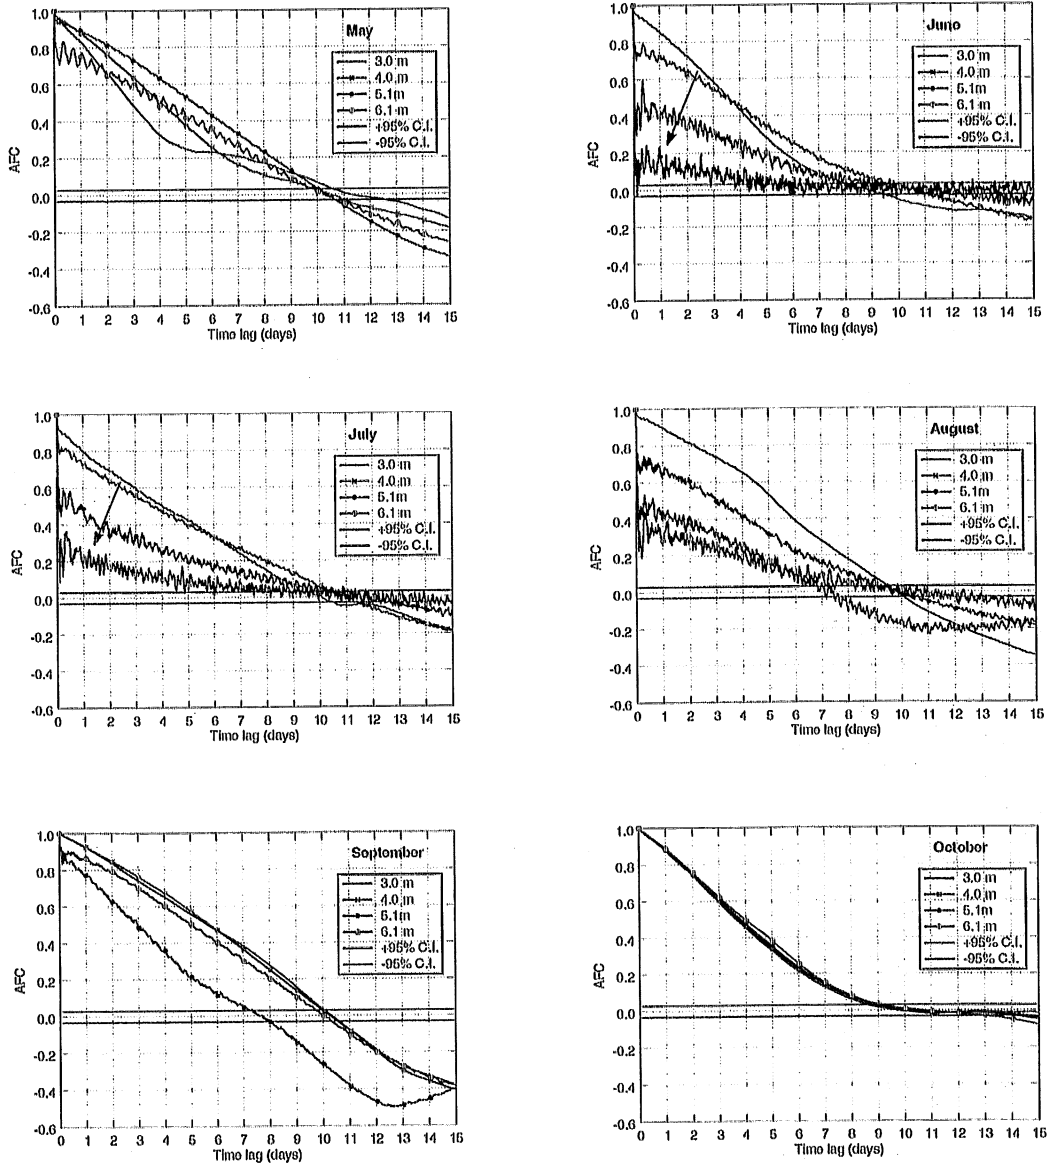 May
3.0 m
4.0 m
5.1m
6.1 m
+95% C.I.
-95% C.I.
1.0
0.8
0.6
0.4
0.2
0.0
-0.2
-0.4
-0.6
AFC
0 1 2 3 4 5 6 7 8 9 10 11 12 13 14 15
Timo lag (days)
Juno
3.0 m
4.0 m
5.1m
6.1 m
+95% C.I.
-95% C.I.
1.0
0.8
0.6
0.4
0.2
0.0
-0.2
-0.4
-0.6
AFC
0 1 2 3 4 5 6 7 8 9 10 11 12 13 14 15
Timo lag (days)
July
3.0 m
4.0 m
5.1m
6.1 m
+95% C.I.
-95% C.I.
1.0
0.8
0.6
0.4
0.2
0.0
-0.2
-0.4
-0.6
AFC
0 1 2 3 4 5 6 7 8 9 10 11 12 13 14 15
Timo lag (days)
August
3.0 m
4.0 m
5.1m
6.1 m
+95% C.I.
-95% C.I.
1.0
0.8
0.6
0.4
0.2
0.0
-0.2
-0.4
-0.6
AFC
0 1 2 3 4 5 6 7 8 9 10 11 12 13 14 15
Timo lag (days)
Soptombor
3.0 m
4.0 m
5.1m
6.1 m
+95% C.I.
-95% C.I.
1.0
0.8
0.6
0.4
0.2
0.0
-0.2
-0.4
-0.6
AFC
0 1 2 3 4 5 6 7 8 9 10 11 12 13 14 15
Timo lag (days)
Octobor
3.0 m
4.0 m
5.1m
6.1 m
+95% C.I.
-95% C.I.
1.0
0.8
0.6
0.4
0.2
0.0
-0.2
-0.4
-0.6
AFC
0 1 2 3 4 5 6 7 8 9 10 11 12 13 14 15
Timo lag (days)